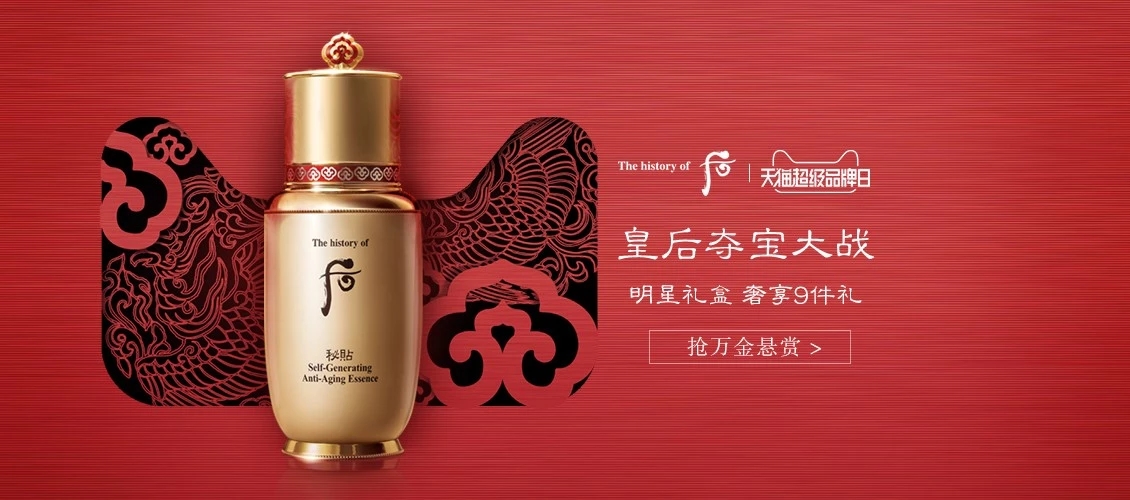 The history of
后
秘貼
Self-Generating
Anti-Aging Essence
The history of 后 | 天猫超级品牌日
皇后夺宝大战
明星礼盒 奢享9件礼
抢万金悬赏 >